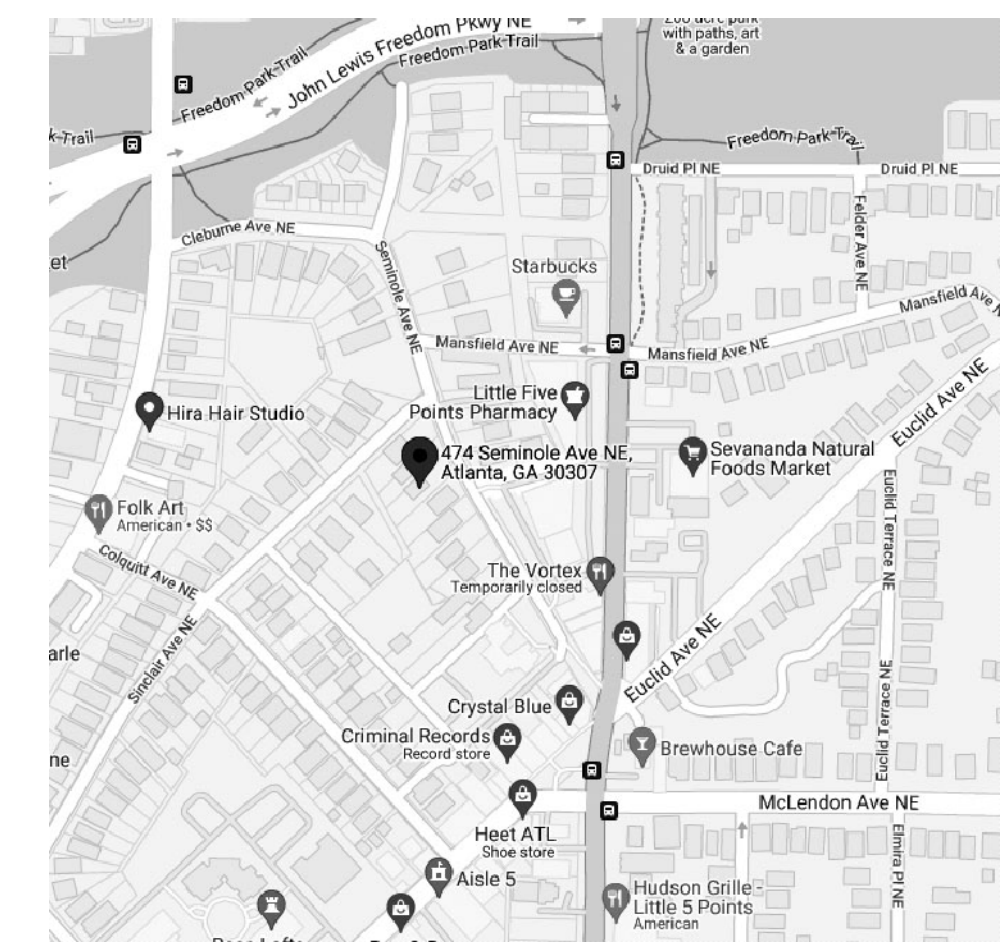 200 acre park
with paths, art
& a garden
John Lewis Freedom Pkwy NE
Freedom Park Trail
Freedom Park Trail
k Trail
Freedom Park Trail
Druid Pl NE
Druid Pl NE
Cleburne Ave NE
Felder Ave NE
et
Seminole Ave NE
Starbucks
Mansfield Ave N
Mansfield Ave NE
Mansfield Ave NE
Euclid Ave NE
Little Five
Points Pharmacy
Hira Hair Studio
474 Seminole Ave NE,
Atlanta, GA 30307
Sevananda Natural
Foods Market
Folk Art
American • $$
Euclid Terrace NE
Colquitt Ave NE
The Vortex
Temporarily closed
Sinclair Ave NE
arle
Euclid Ave NE
Crystal Blue
Criminal Records
Record store
Brewhouse Cafe
Euclid Terrace NE
ne
McLendon Ave NE
Heet ATL
Shoe store
Elmira Pl NE
Aisle 5
Hudson Grille -
Little 5 Points
American